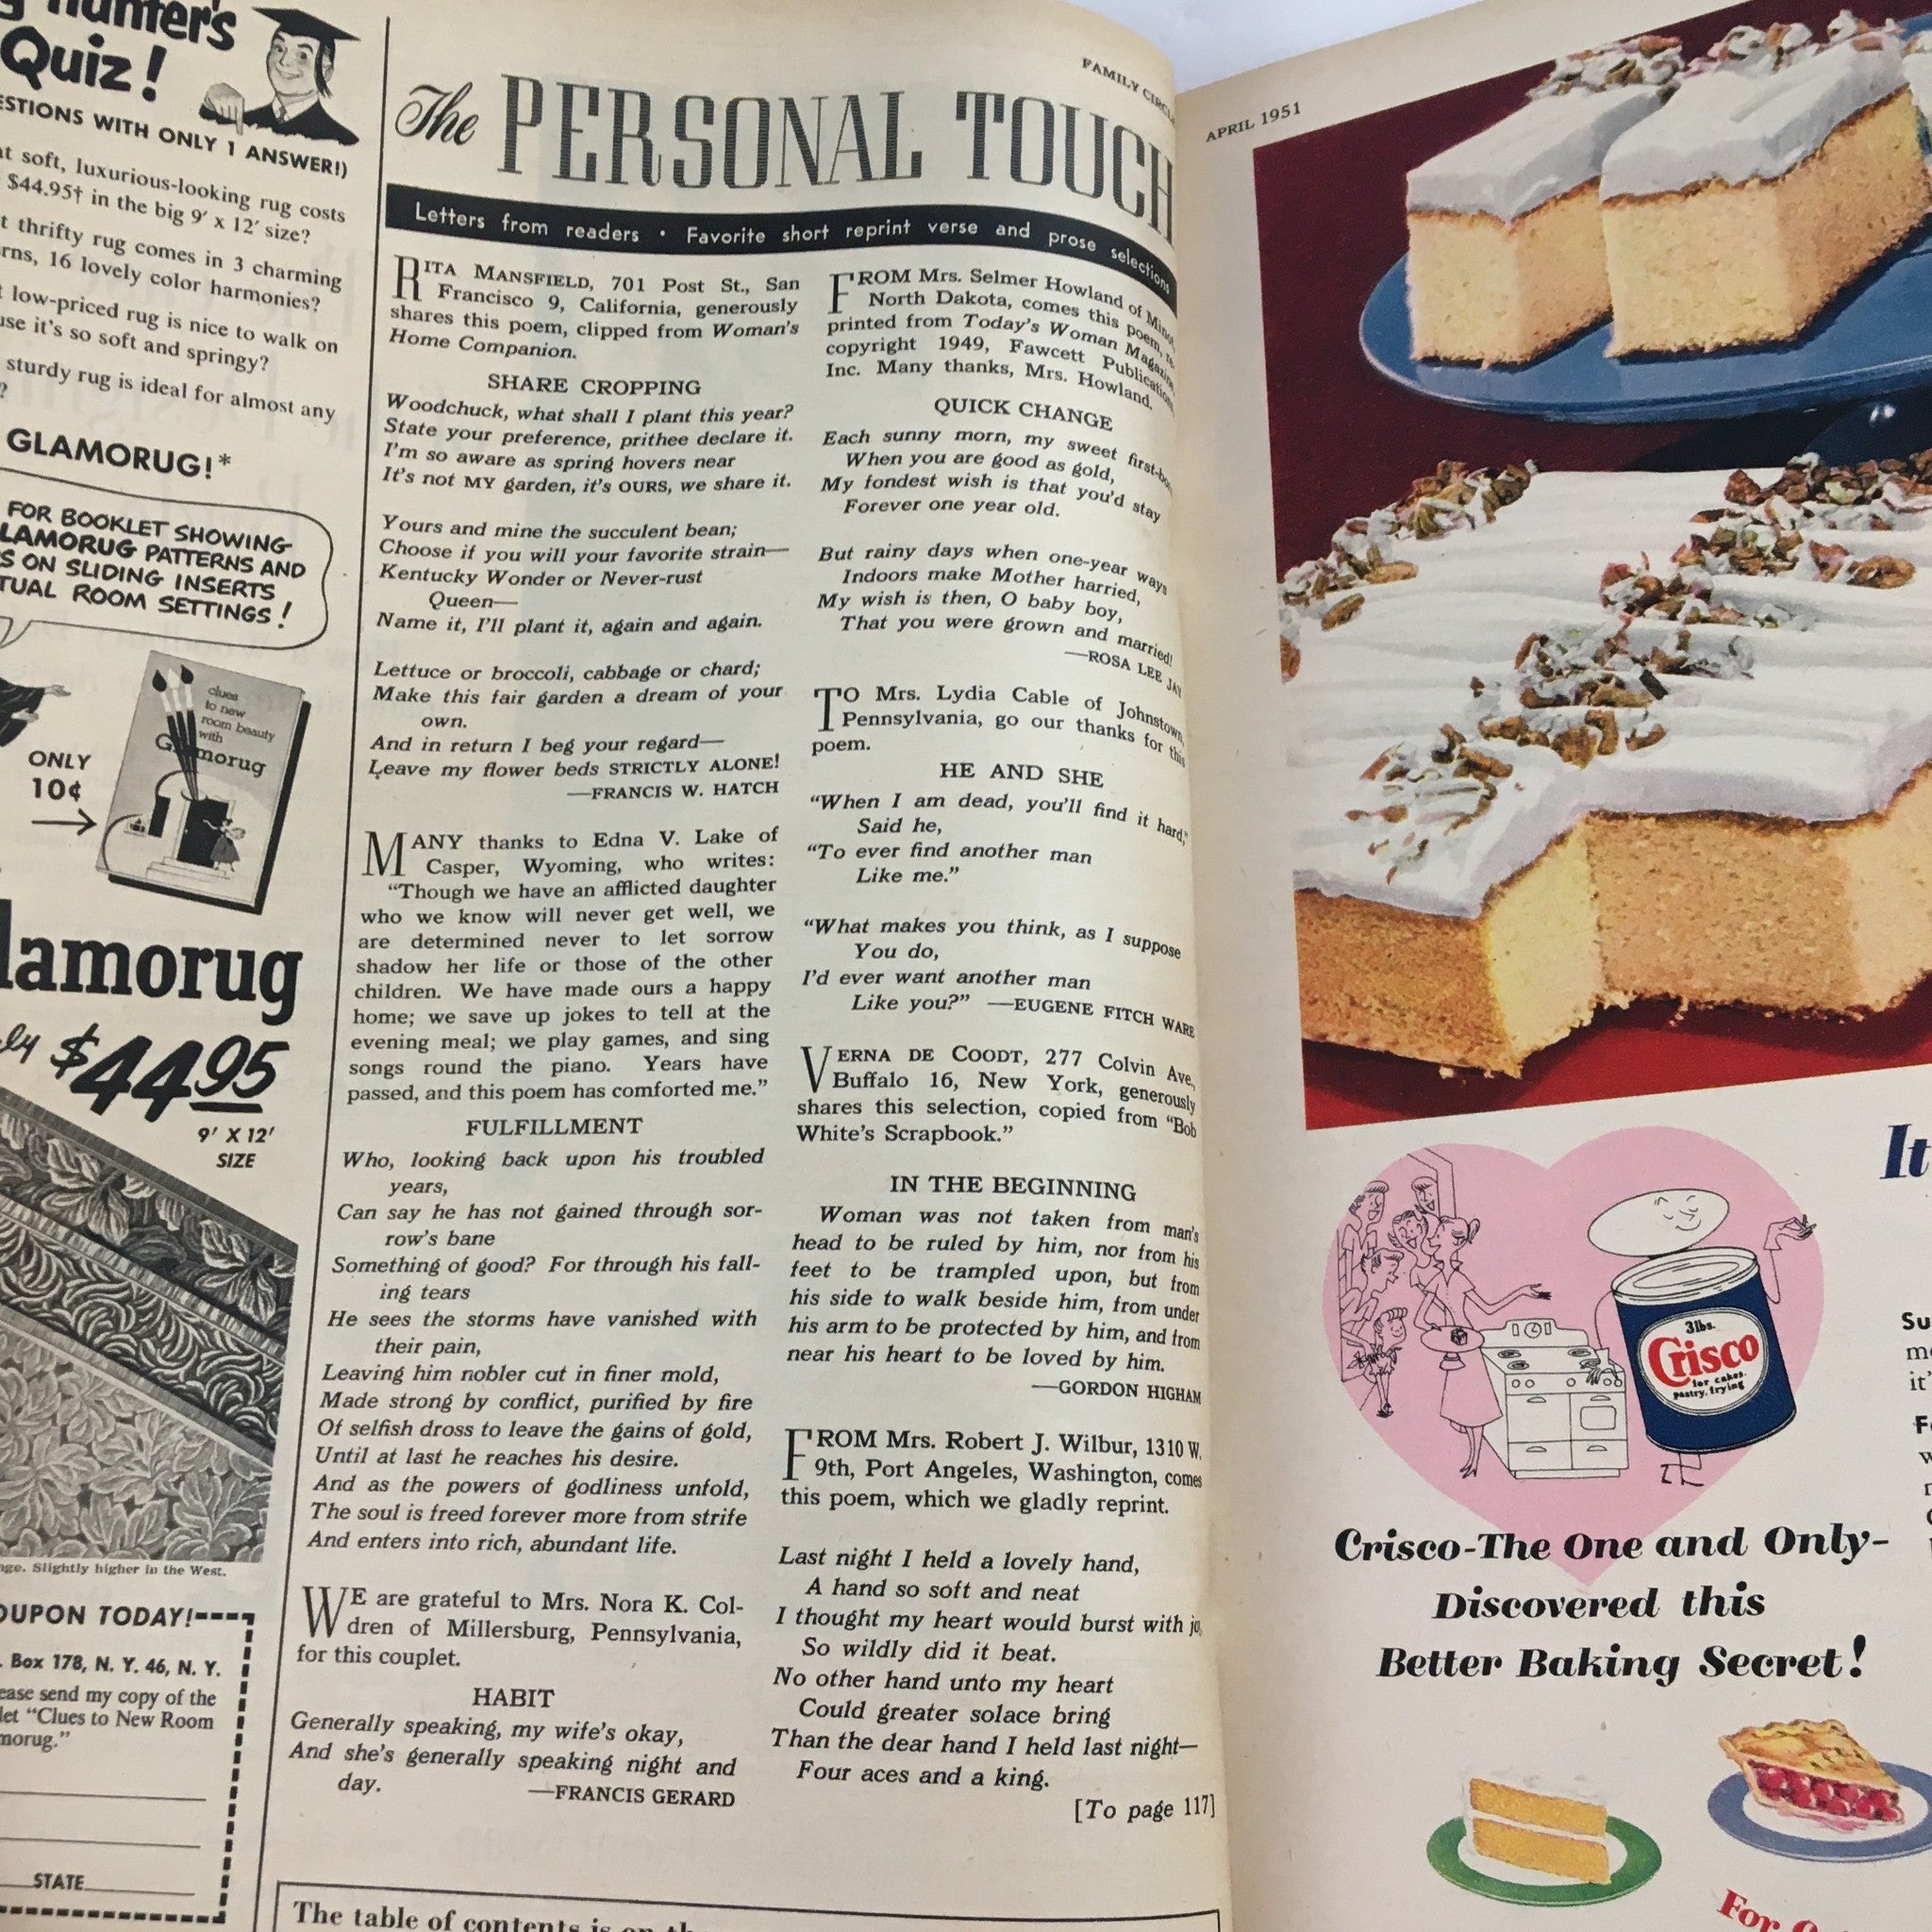 Hunter's
Quiz!
WITH ONLY 1 ANSWER!)
soft, luxurious-looking rug costs
$44.95† in the big 9′ x 12′ size?
thrifty rug comes in 3 charming
16 lovely color harmonies?
low-priced rug is nice to walk on
it's so soft and springy?
sturdy rug is ideal for almost any
?
GLAMORUG!*
FOR BOOKLET SHOWING
PATTERNS AND
ON SLIDING INSERTS
ROOM SETTINGS!
ONLY
10¢
clues
to new
room beauty
with
Glamorug
$44.95
9′ X 12′
SIZE
Slightly higher in the West.
TODAY!
Box 178, N. Y. 46, N. Y.
send my copy of the
"Clues to New Room
STATE
FAMILY
The PERSONAL TOUCH
Letters from readers • Favorite short reprint verse and prose selections
RITA MANSFIELD, 701 Post St., San
Francisco 9, California, generously
shares this poem, clipped from Woman's
Home Companion.
SHARE CROPPING
Woodchuck, what shall I plant this year?
State your preference, prithee declare it.
I'm so aware as spring hovers near
It's not MY garden, it's OURS, we share it.
Yours and mine the succulent bean;
Choose if you will your favorite strain—
Kentucky Wonder or Never-rust
Queen—
Name it, I'll plant it, again and again.
Lettuce or broccoli, cabbage or chard;
Make this fair garden a dream of your
own.
And in return I beg your regard—
Leave my flower beds STRICTLY ALONE!
—FRANCIS W. HATCH
MANY thanks to Edna V. Lake of
Casper, Wyoming, who writes:
"Though we have an afflicted daughter
who we know will never get well, we
are determined never to let sorrow
shadow her life or those of the other
children. We have made ours a happy
home; we save up jokes to tell at the
evening meal; we play games, and sing
songs round the piano. Years have
passed, and this poem has comforted me."
FULFILLMENT
Who, looking back upon his troubled
years,
Can say he has not gained through sor-
row's bane
Something of good? For through his fall-
ing tears
He sees the storms have vanished with
their pain,
Leaving him nobler cut in finer mold,
Made strong by conflict, purified by fire
Of selfish dross to leave the gains of gold,
Until at last he reaches his desire.
And as the powers of godliness unfold,
The soul is freed forever more from strife
And enters into rich, abundant life.
WE are grateful to Mrs. Nora K. Col-
dren of Millersburg, Pennsylvania,
for this couplet.
HABIT
Generally speaking, my wife's okay,
And she's generally speaking night and
day.
—FRANCIS GERARD
FROM Mrs. Selmer Howland of Minot,
North Dakota, comes this poem, re-
printed from Today's Woman Magazine,
copyright 1949, Fawcett Publications,
Inc. Many thanks, Mrs. Howland.
QUICK CHANGE
Each sunny morn, my sweet first-born
When you are good as gold,
My fondest wish is that you'd stay
Forever one year old.
But rainy days when one-year ways
Indoors make Mother harried,
My wish is then, O baby boy,
That you were grown and married!
—ROSA LEE JAY
TO Mrs. Lydia Cable of Johnstown,
Pennsylvania, go our thanks for this
poem.
HE AND SHE
"When I am dead, you'll find it hard,"
Said he,
"To ever find another man
Like me."
"What makes you think, as I suppose
You do,
I'd ever want another man
Like you?" —EUGENE FITCH WARE
VERNA DE COODT, 277 Colvin Ave.,
Buffalo 16, New York, generously
shares this selection, copied from "Bob
White's Scrapbook."
IN THE BEGINNING
Woman was not taken from man's
head to be ruled by him, nor from his
feet to be trampled upon, but from
his side to walk beside him, from under
his arm to be protected by him, and from
near his heart to be loved by him.
—GORDON HIGHAM
FROM Mrs. Robert J. Wilbur, 1310 W.
9th, Port Angeles, Washington, comes
this poem, which we gladly reprint.
Last night I held a lovely hand,
A hand so soft and neat
I thought my heart would burst with
So wildly did it beat.
No other hand unto my heart
Could greater solace bring
Than the dear hand I held last night—
Four aces and a king.
[To page 117]
The table of contents is on
APRIL 1951
It
3 lbs.
Crisco
for cakes,
pastry, frying
Crisco-The One and Only-
Discovered this
Better Baking Secret!
For